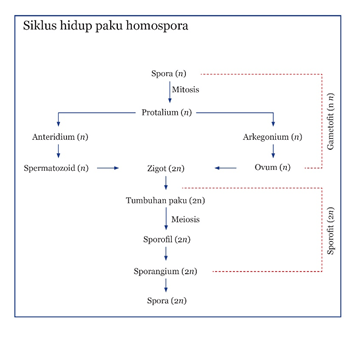 Siklus hidup paku homospora
Spora (n)
Mitosis
Protalium (n)
Anteridium (n)
Arkegonium (n)
Spermatozoid (n)
Zigot (2n)
Ovum (n)
Gametofit (n n)
Tumbuhan paku (2n)
Meiosis
Sporofil (2n)
Sporofit (2n)
Sporangium (2n)
Spora (2n)